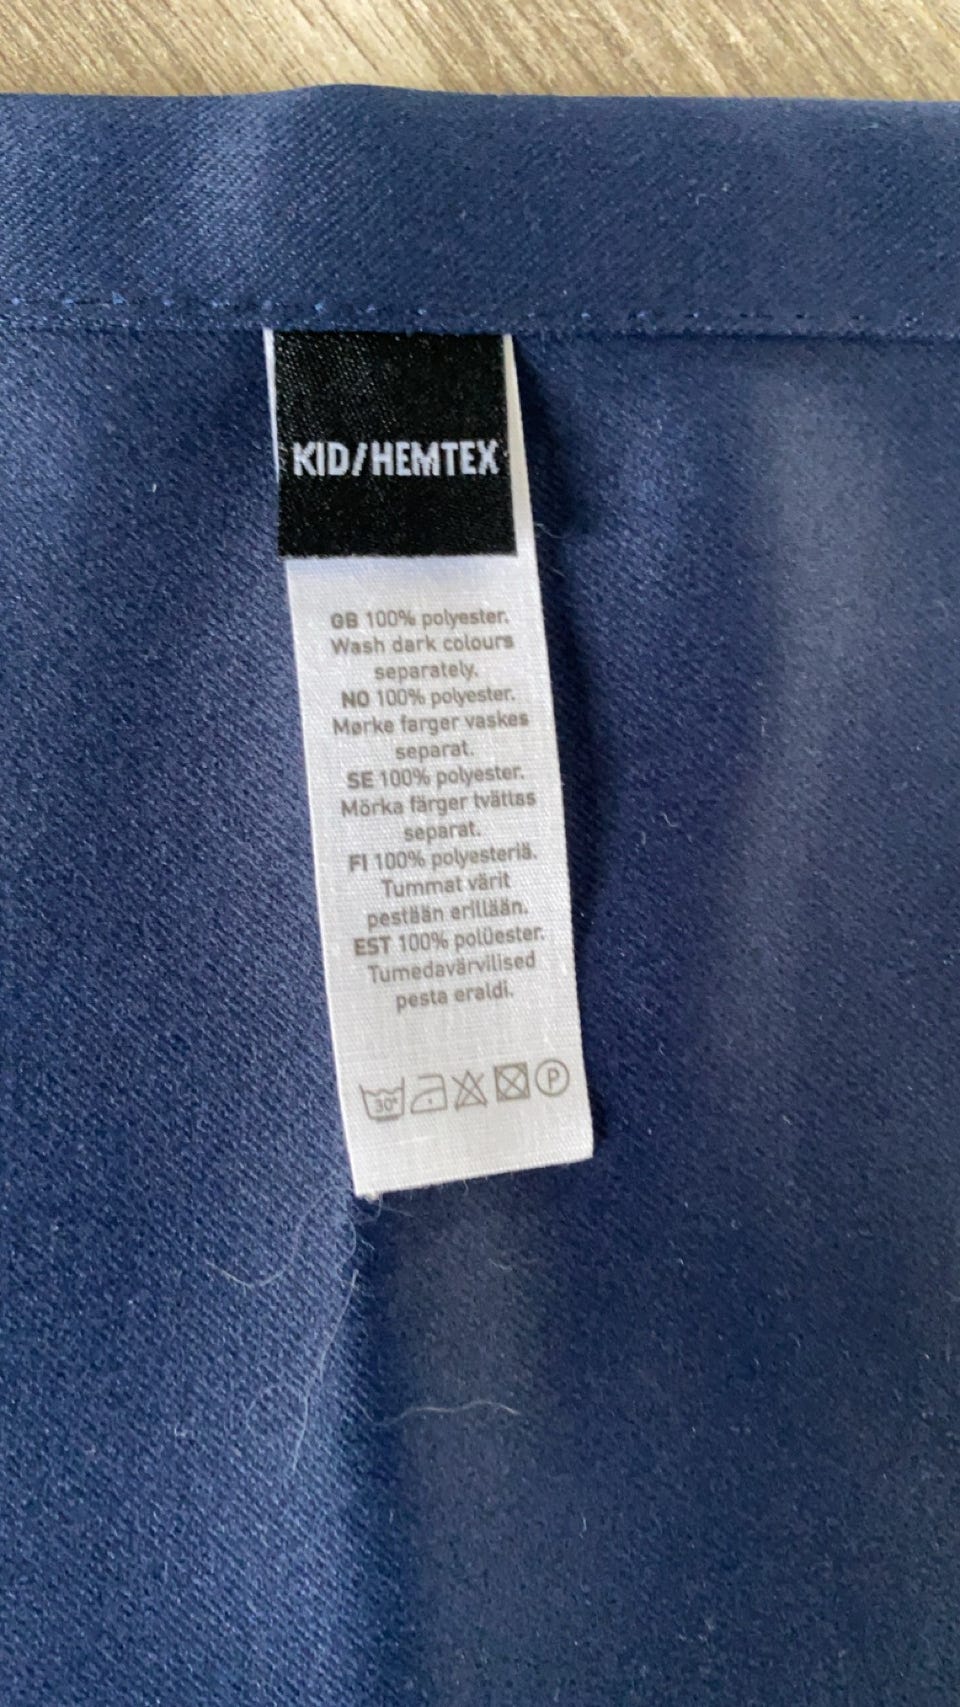 KID/HEMTEX
GB 100% polyester.
Wash dark colours
separately.
NO 100% polyester.
Mørke farger vaskes
separat.
SE 100% polyester.
Mörka färger tvättas
separat.
FI 100% polyesteriä.
Tummat värit
pestään erillään.
EST 100% polüester.
Tumedavärvilised
pesta eraldi.
30° P